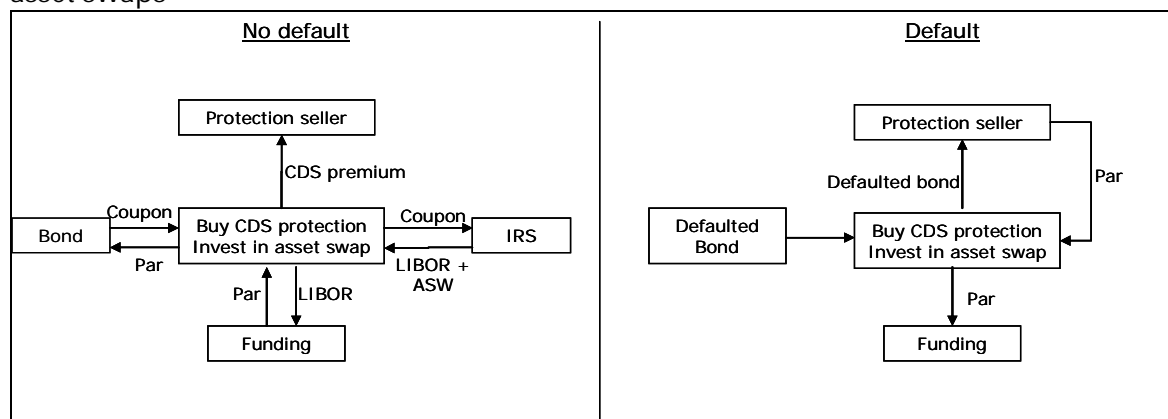 asset swaps
No default
Protection seller
CDS premium
Coupon
Bond
Par
Buy CDS protection
Invest in asset swap
Coupon
IRS
LIBOR +
ASW
Par
LIBOR
Funding
Default
Protection seller
Par
Defaulted bond
Defaulted
Bond
Buy CDS protection
Invest in asset swap
Par
Funding